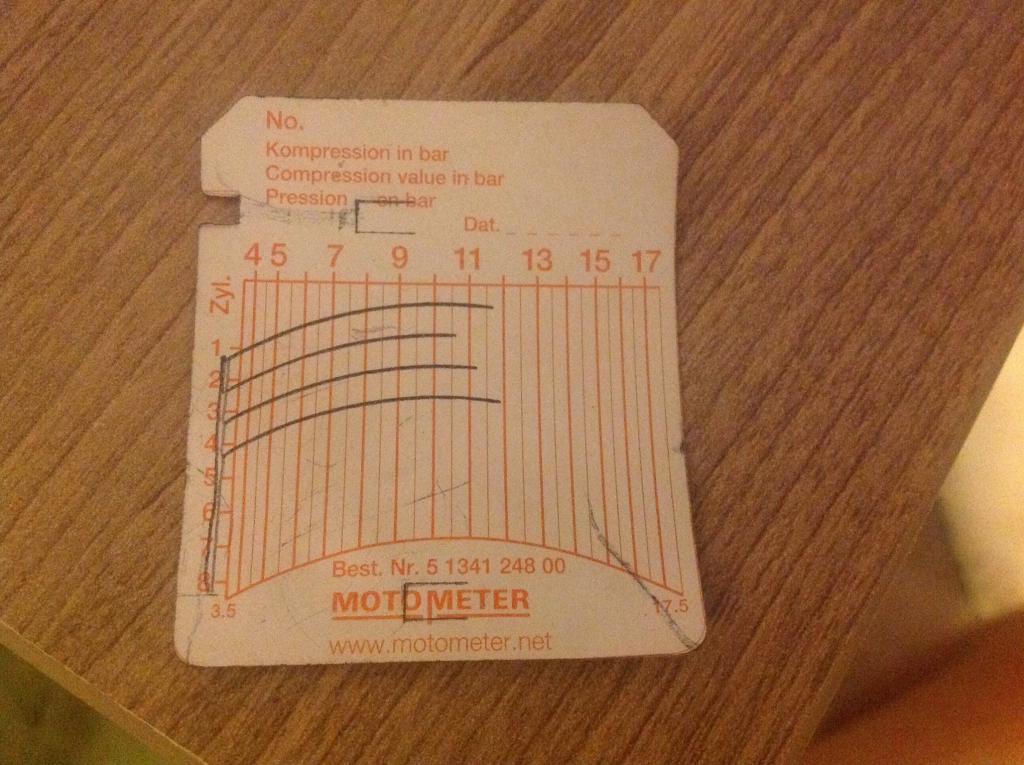 No.
Kompression in bar
Compression value in bar
Pression en bar
Dat.
4 5 7 9 11 13 15 17
Zyl.
1
2
3
4
5
6
7
8
3.5 17.5
Best. Nr. 5 1341 248 00
MOTOMETER
www.motometer.net